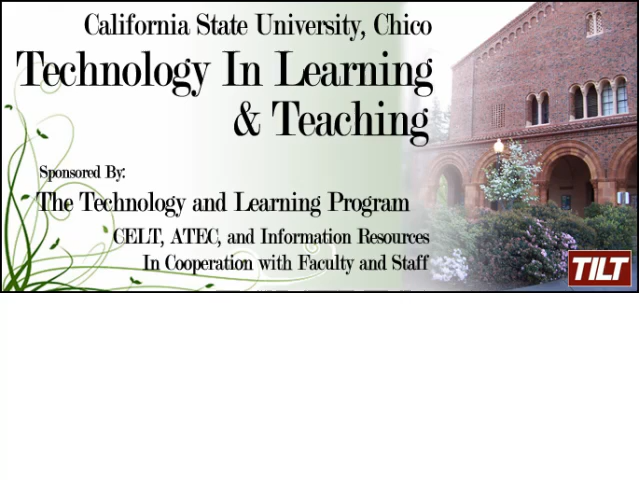 California State University, Chico
Technology In Learning
& Teaching
Sponsored By:
The Technology and Learning Program
CELT, ATEC, and Information Resources
In Cooperation with Faculty and Staff
TILT